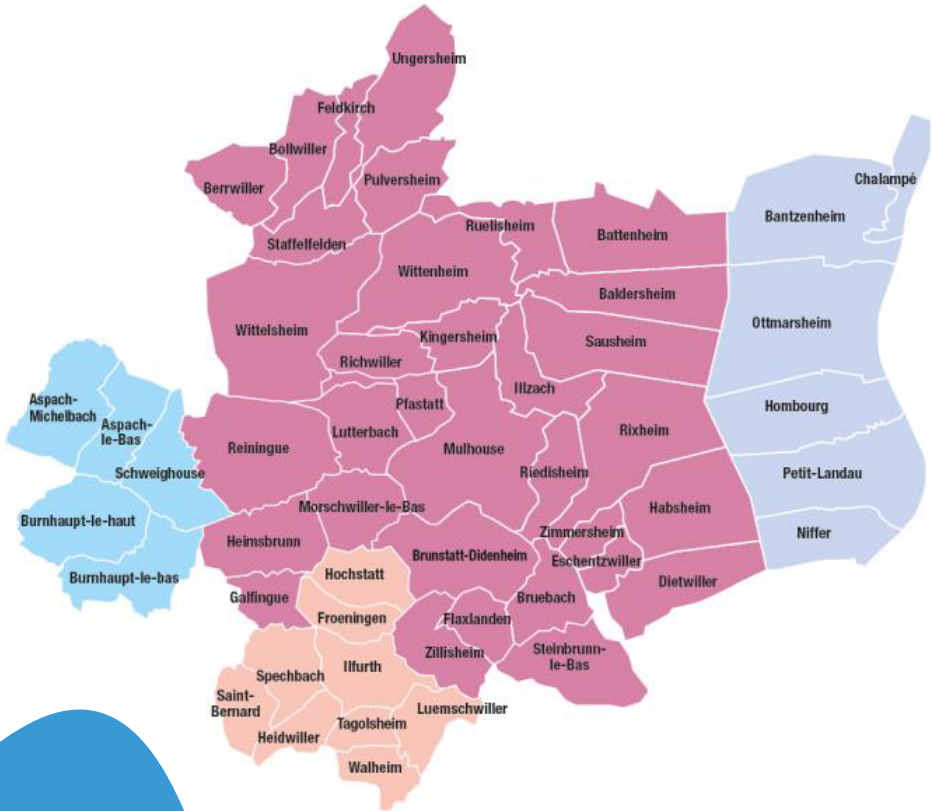 Ungersheim
Feldkirch
Bollwiller
Berrwiller
Pulversheim
Chalampé
Bantzenheim
Ruelisheim
Battenheim
Staffelfelden
Wittenheim
Baldersheim
Ottmarsheim
Wittelsheim
Kingersheim
Sausheim
Richwiller
Illzach
Aspach-
Michelbach
Pfastatt
Hombourg
Aspach-
le-Bas
Lutterbach
Rixheim
Reiningue
Mulhouse
Riedisheim
Schweighouse
Petit-Landau
Morschwiller-le-Bas
Habsheim
Burnhaupt-le-haut
Zimmersheim
Niffer
Heimsbrunn
Brunstatt-Didenheim
Eschentzwiller
Burnhaupt-le-bas
Hochstatt
Dietwiller
Galfingue
Bruebach
Froeningen
Flaxlanden
Zillisheim
Steinbrunn-
le-Bas
Ilfurth
Spechbach
Saint-
Bernard
Luemschwiller
Tagolsheim
Heidwiller
Walheim